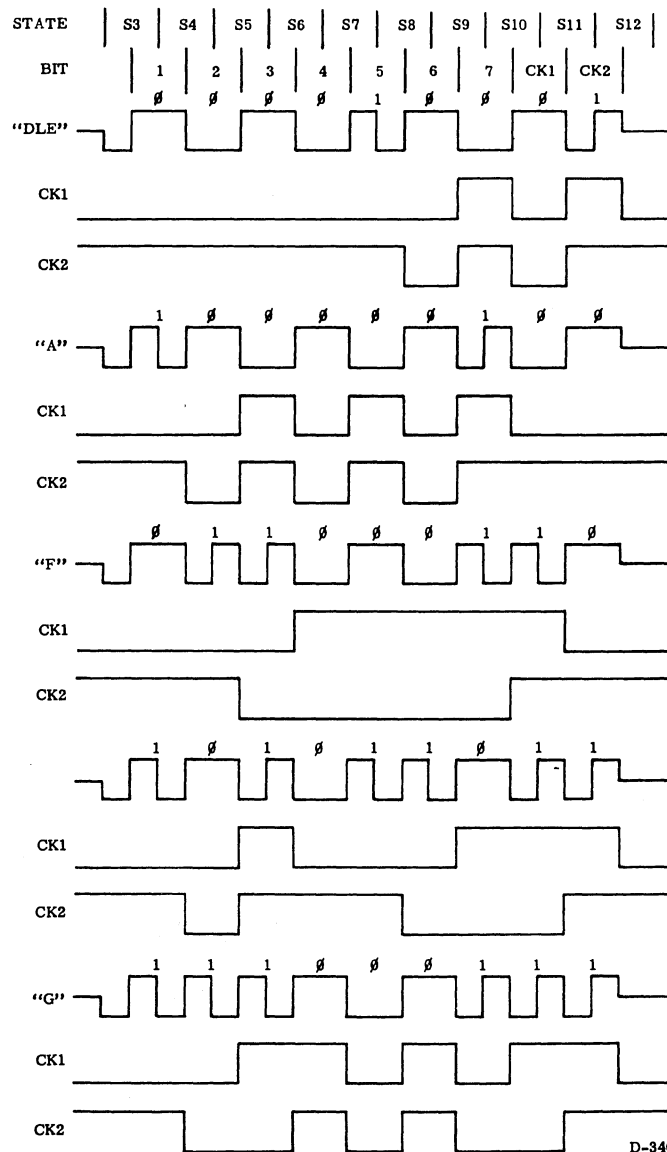 STATE S3 S4 S5 S6 S7 S8 S9 S10 S11 S12
BIT 1 2 3 4 5 6 7 CK1 CK2
Ø Ø Ø Ø 1 Ø Ø Ø 1
“DLE”
CK1
CK2
1 Ø Ø Ø Ø Ø 1 Ø Ø
“A”
CK1
CK2
Ø 1 1 Ø Ø Ø 1 1 Ø
“F”
CK1
CK2
1 Ø 1 Ø 1 1 Ø 1 1
CK1
CK2
1 1 1 Ø Ø Ø 1 1 1
“G”
CK1
CK2